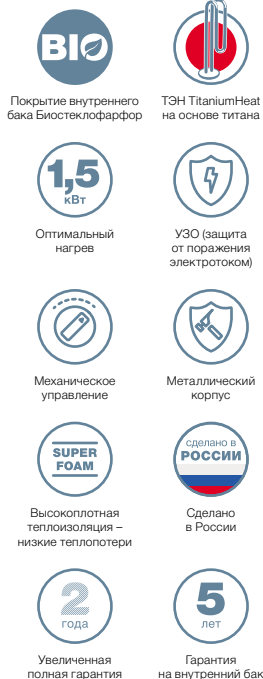 BIO
Покрытие внутреннего
бака Биостеклофарфор
ТЭН TitaniumHeat
на основе титана
1,5
кВт
Оптимальный
нагрев
УЗО (защита
от поражения
электротоком)
Механическое
управление
Металлический
корпус
SUPER
FOAM
Высокоплотная
теплоизоляция –
низкие теплопотери
сделано в
РОССИИ
Сделано
в России
2
года
Увеличенная
полная гарантия
5
лет
Гарантия
на внутренний бак